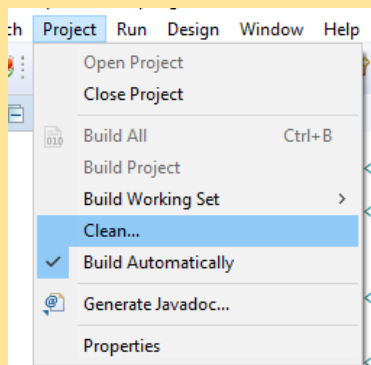 ch Project Run Design Window Help
Open Project
Close Project
010
Build All Ctrl+B
Build Project
Build Working Set >
Clean...
✓ Build Automatically
@ Generate Javadoc...
Properties